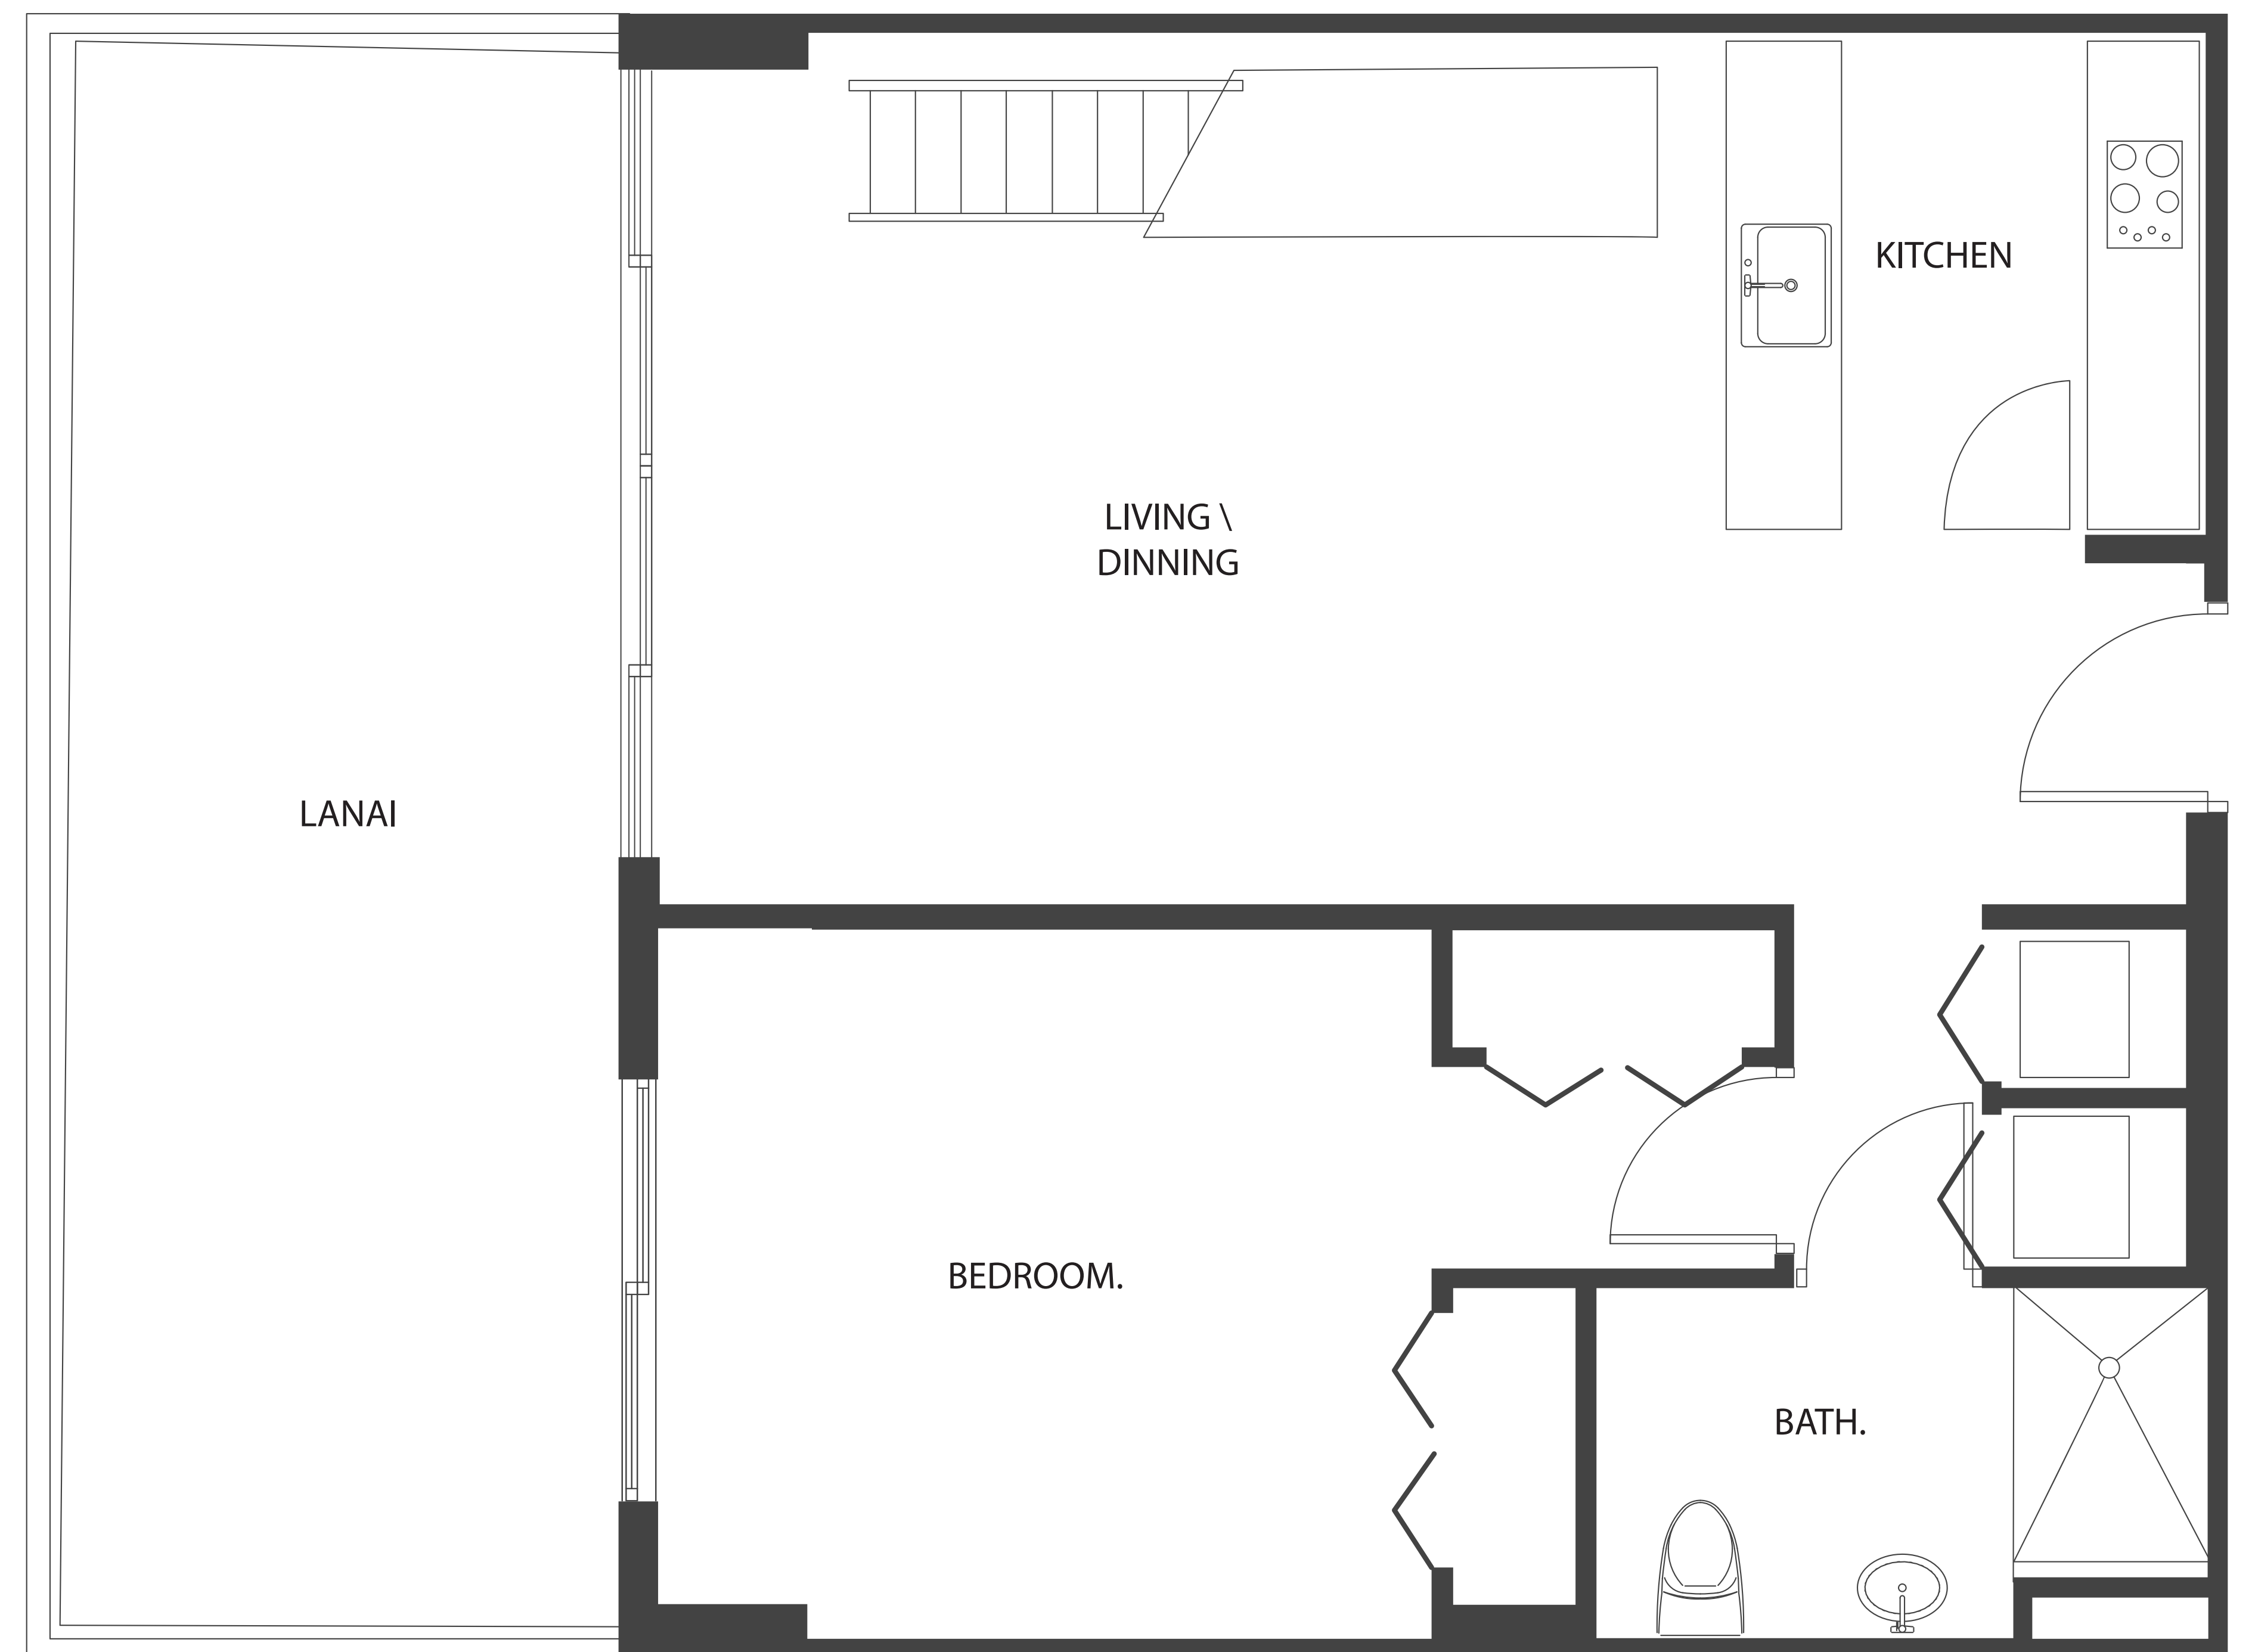 KITCHEN
LIVING \
DINNING
LANAI
BEDROOM.
BATH.